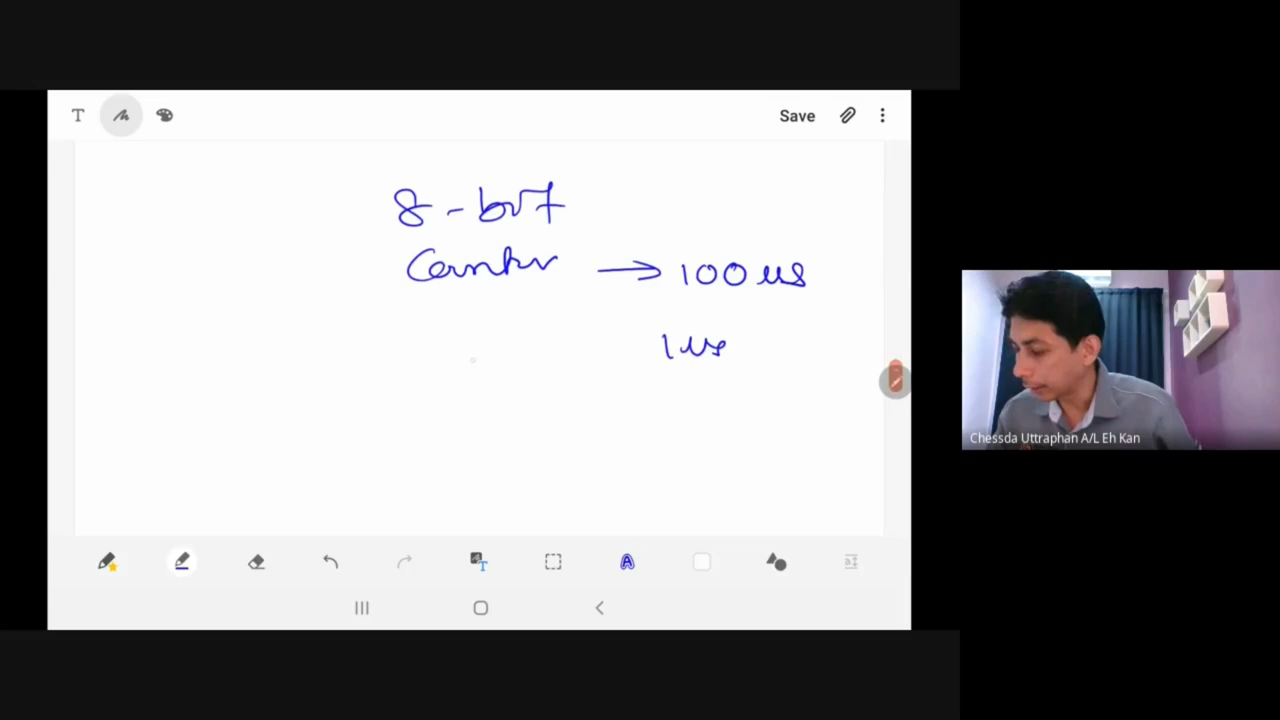 T
Save
8-bit
Counter → 100 us
1 us
A
Chessda Uttraphan A/L Eh Kan